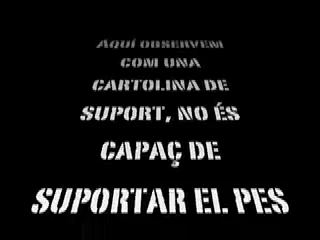 Aquí observem
com una
cartolina de
suport, no és
capaç de
suportar el pes